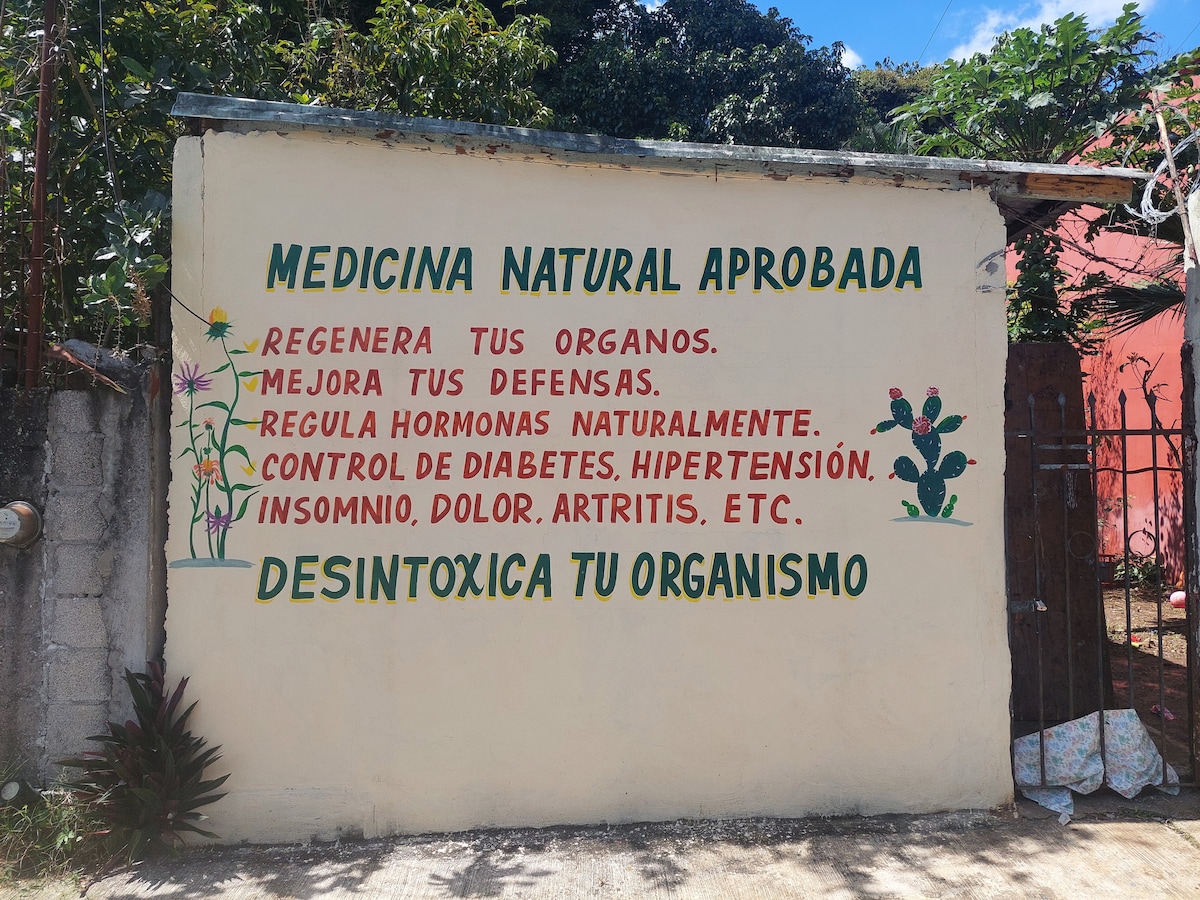 MEDICINA NATURAL APROBADA
REGENERA TUS ORGANOS.
MEJORA TUS DEFENSAS.
REGULA HORMONAS NATURALMENTE.
CONTROL DE DIABETES, HIPERTENSIÓN,
INSOMNIO, DOLOR, ARTRITIS, ETC.
DESINTOXICA TU ORGANISMO